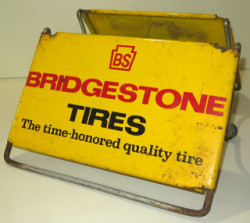 BS
BRIDGESTONE
TIRES
The time-honored quality tire